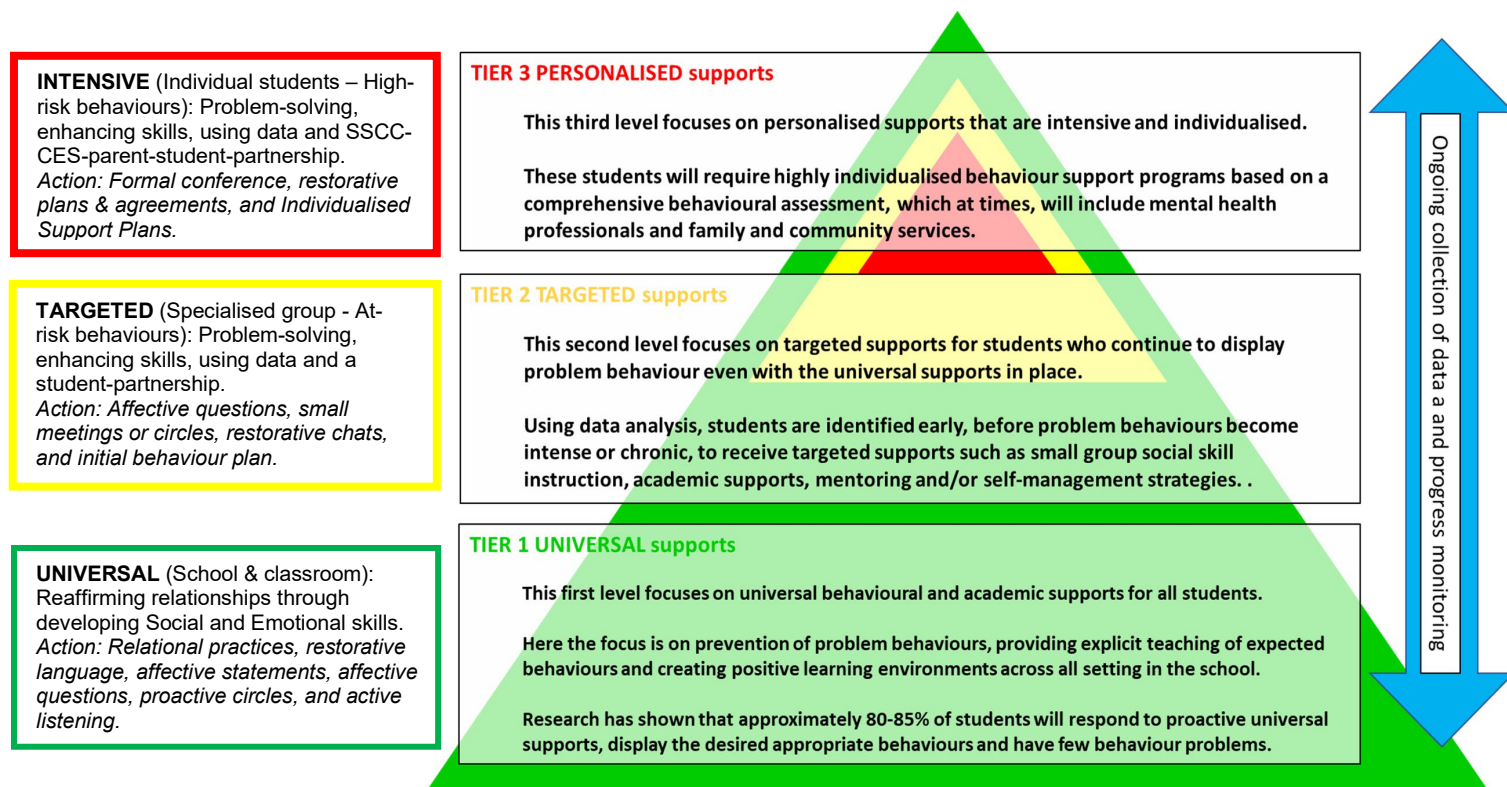 INTENSIVE (Individual students – High-
risk behaviours): Problem-solving,
enhancing skills, using data and SSCC-
CES-parent-student-partnership.
Action: Formal conference, restorative
plans & agreements, and Individualised
Support Plans.
TIER 3 PERSONALISED supports
This third level focuses on personalised supports that are intensive and individualised.
These students will require highly individualised behaviour support programs based on a
comprehensive behavioural assessment, which at times, will include mental health
professionals and family and community services.
TARGETED (Specialised group - At-
risk behaviours): Problem-solving,
enhancing skills, using data and a
student-partnership.
Action: Affective questions, small
meetings or circles, restorative chats,
and initial behaviour plan.
TIER 2 TARGETED supports
This second level focuses on targeted supports for students who continue to display
problem behaviour even with the universal supports in place.
Using data analysis, students are identified early, before problem behaviours become
intense or chronic, to receive targeted supports such as small group social skill
instruction, academic supports, mentoring and/or self-management strategies. .
UNIVERSAL (School & classroom):
Reaffirming relationships through
developing Social and Emotional skills.
Action: Relational practices, restorative
language, affective statements, affective
questions, proactive circles, and active
listening.
TIER 1 UNIVERSAL supports
This first level focuses on universal behavioural and academic supports for all students.
Here the focus is on prevention of problem behaviours, providing explicit teaching of expected
behaviours and creating positive learning environments across all setting in the school.
Research has shown that approximately 80-85% of students will respond to proactive universal
supports, display the desired appropriate behaviours and have few behaviour problems.
Ongoing collection of data a and progress monitoring